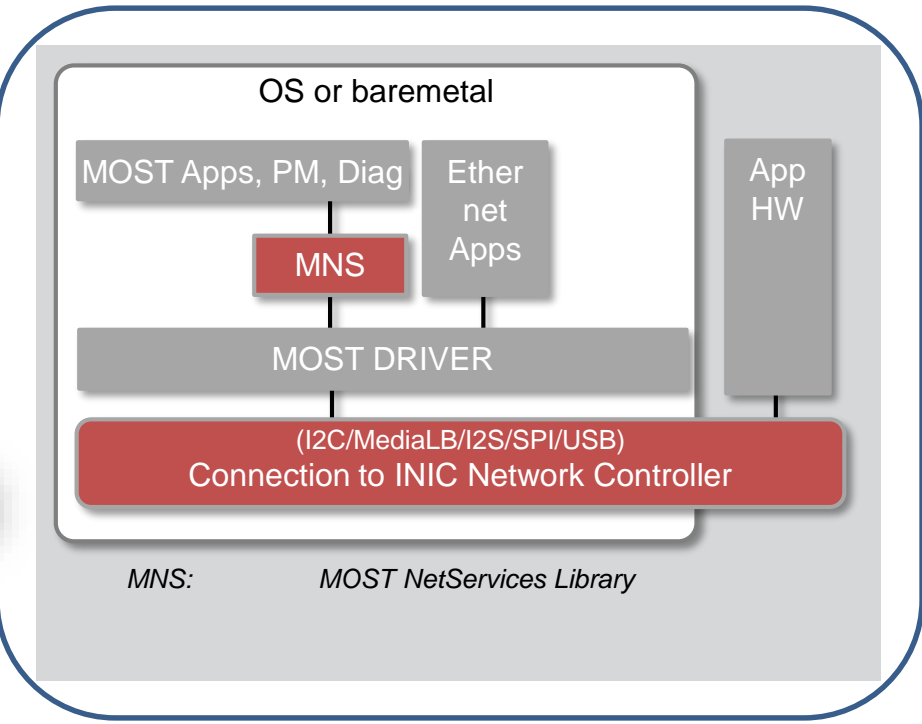 OS or baremetal
MOST Apps, PM, Diag
Ether
net
Apps
App
HW
MNS
MOST DRIVER
(I2C/MediaLB/I2S/SPI/USB)
Connection to INIC Network Controller
MNS: MOST NetServices Library